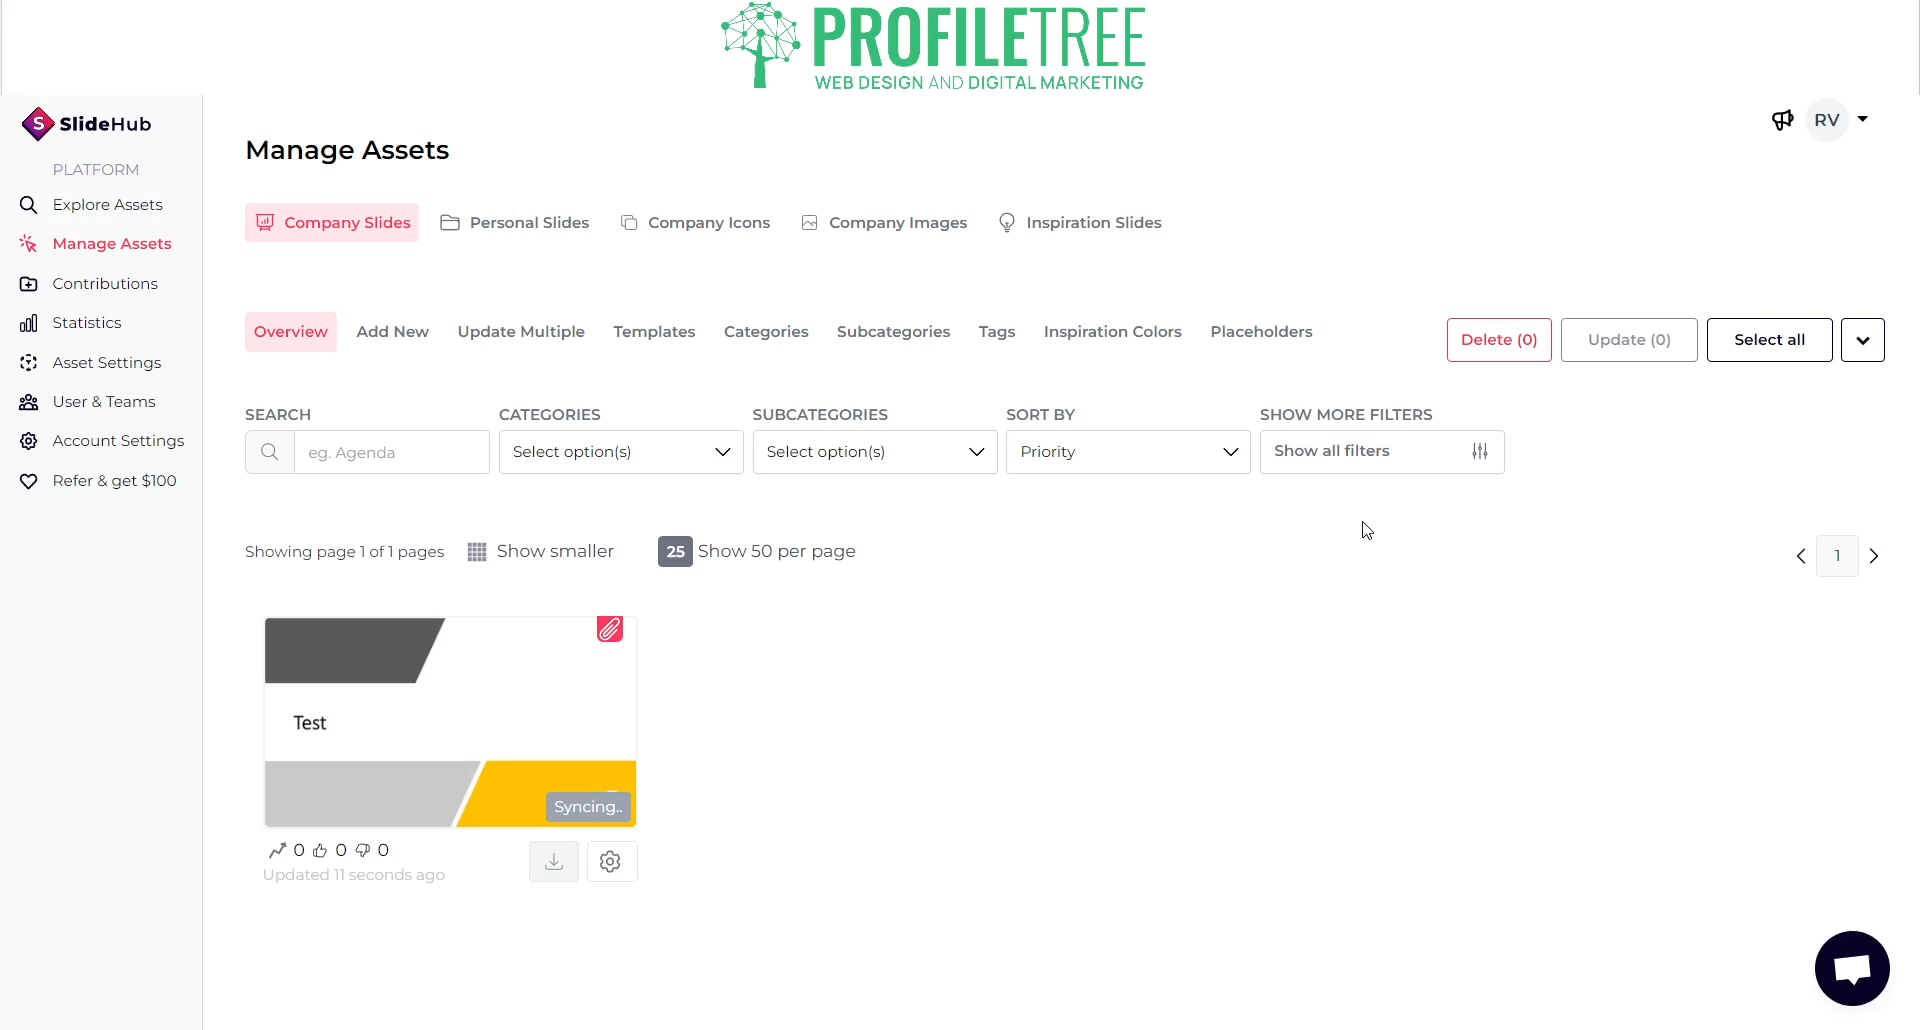 PROFILETREE
WEB DESIGN AND DIGITAL MARKETING
S SlideHub
RV
Manage Assets
PLATFORM
Explore Assets
Manage Assets
Contributions
Statistics
Asset Settings
User & Teams
Account Settings
Refer & get $100
Company Slides Personal Slides Company Icons Company Images Inspiration Slides
Overview Add New Update Multiple Templates Categories Subcategories Tags Inspiration Colors Placeholders
Delete (0) Update (0) Select all
SEARCH CATEGORIES SUBCATEGORIES SORT BY SHOW MORE FILTERS
eg. Agenda Select option(s) Select option(s) Priority Show all filters
Showing page 1 of 1 pages Show smaller 25 Show 50 per page
1
Test
Syncing..
0 0 0
Updated 11 seconds ago